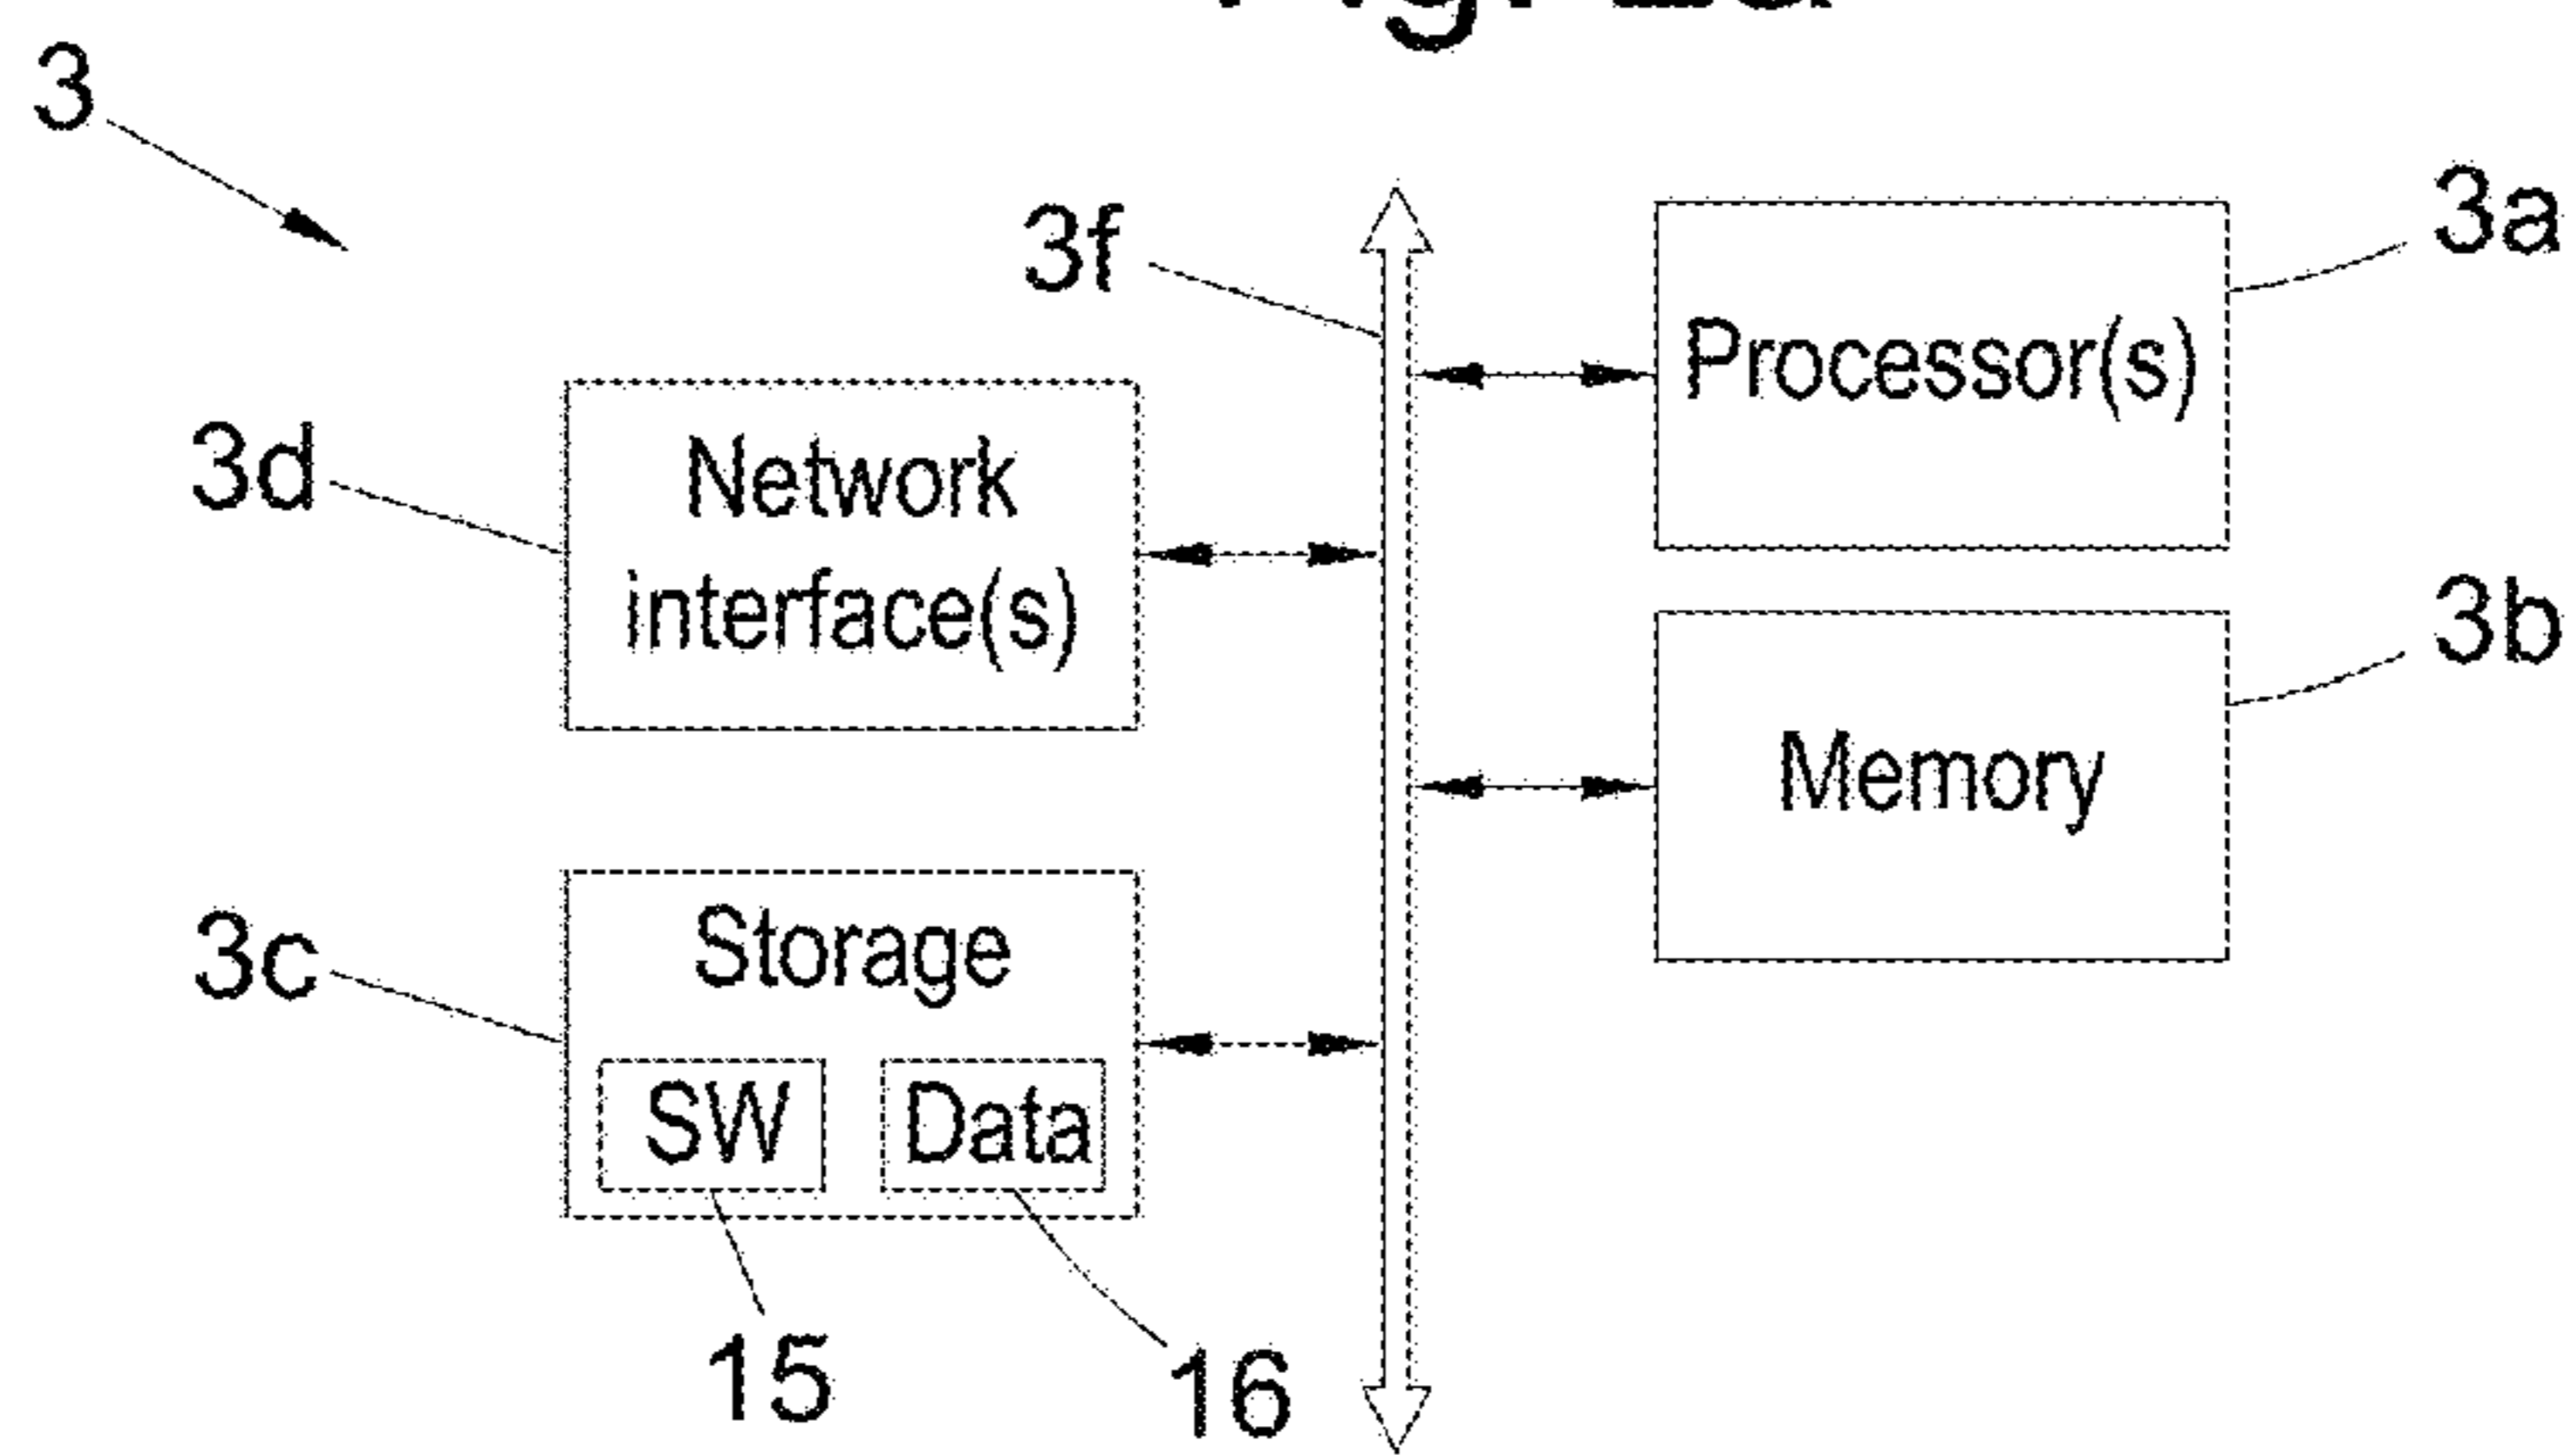 3
3f
3a
Processor(s)
3d
Network
interface(s)
3b
Memory
3c
Storage
SW
Data
15
16